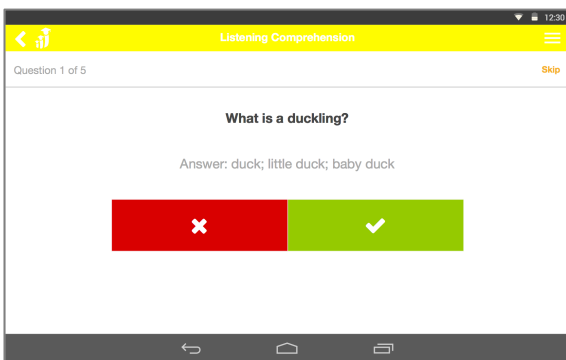 12:30
Listening Comprehension
Question 1 of 5
Skip
What is a duckling?
Answer: duck; little duck; baby duck